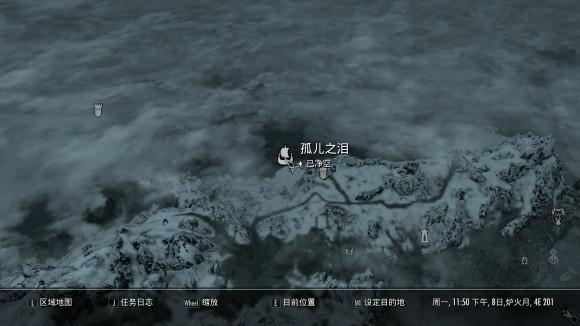 孤儿之泪
已净空
L 区域地图 J 任务日志 Wheel 缩放 E 目前位置 M1 设定目的地 周一, 11:50 下午, 8日,炉火月, 4E 201